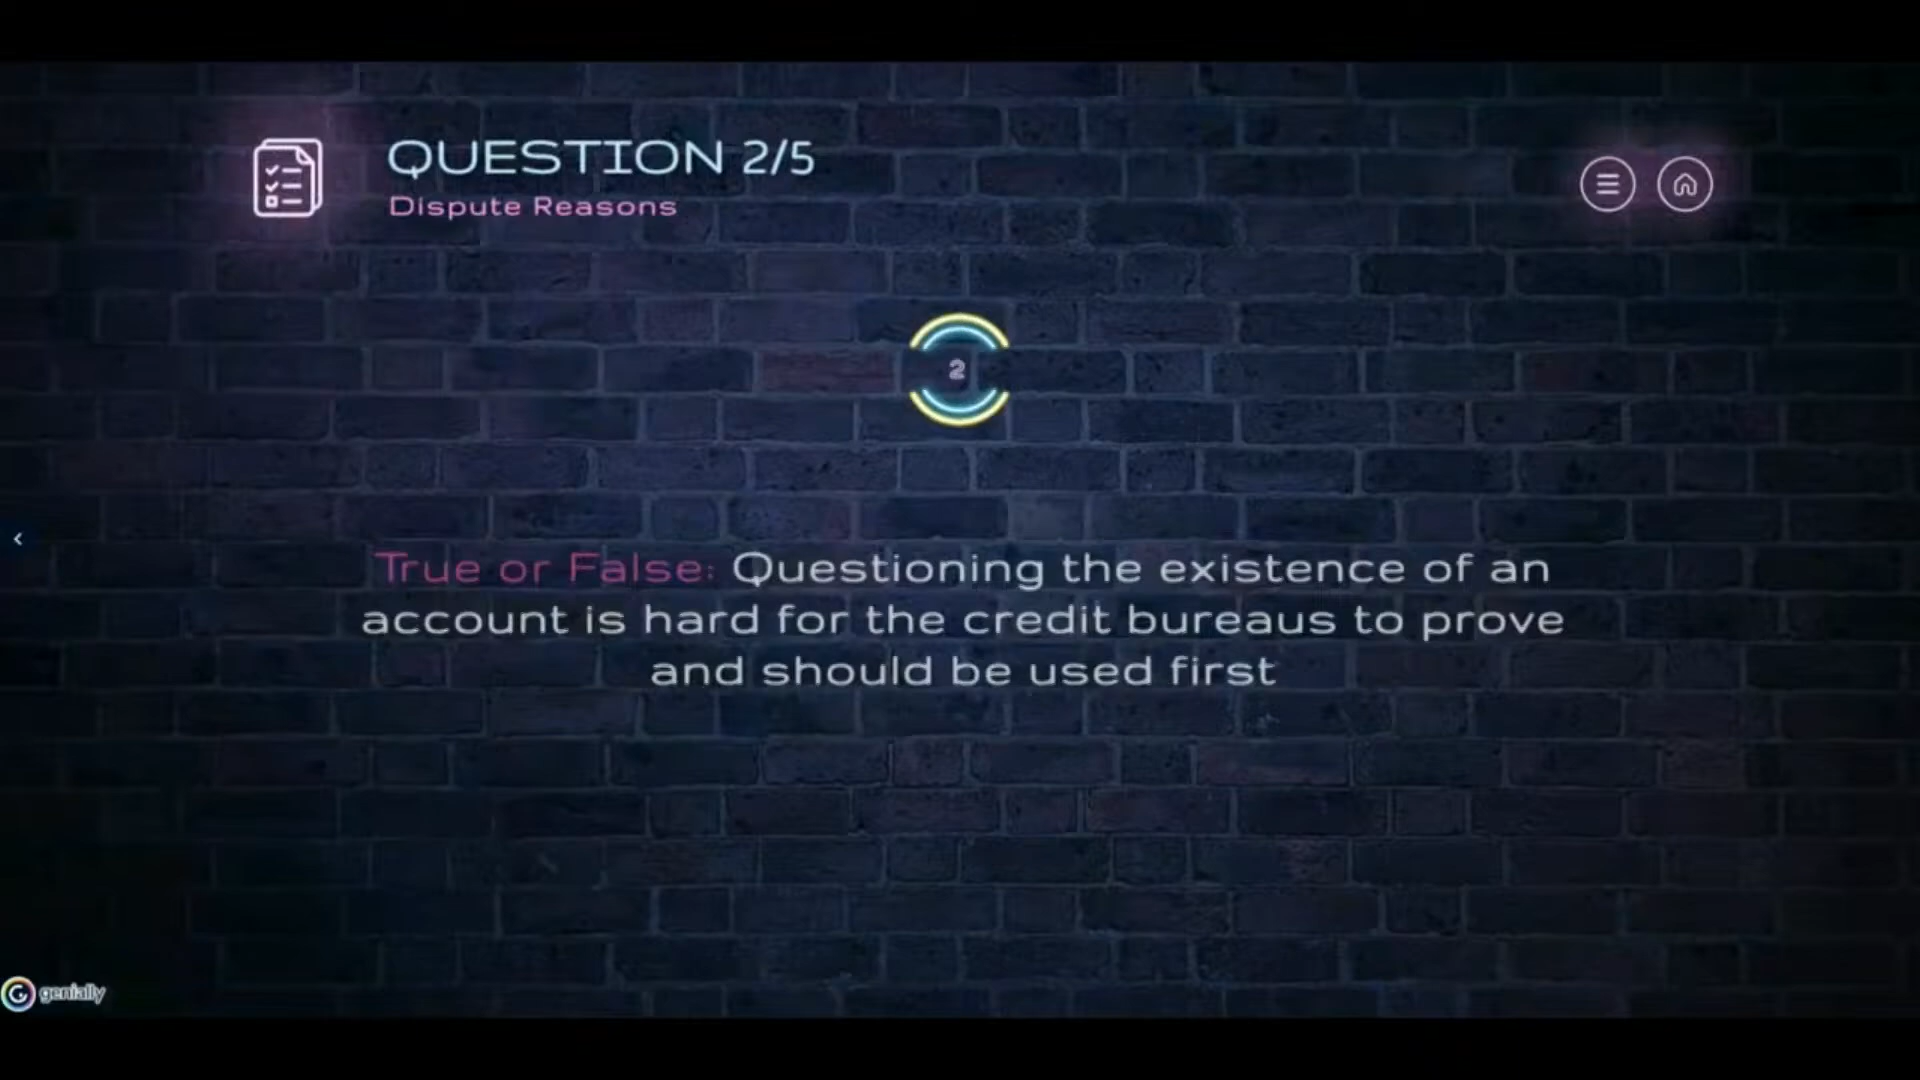 QUESTION 2/5
Dispute Reasons
2
True or False: Questioning the existence of an
account is hard for the credit bureaus to prove
and should be used first
genially